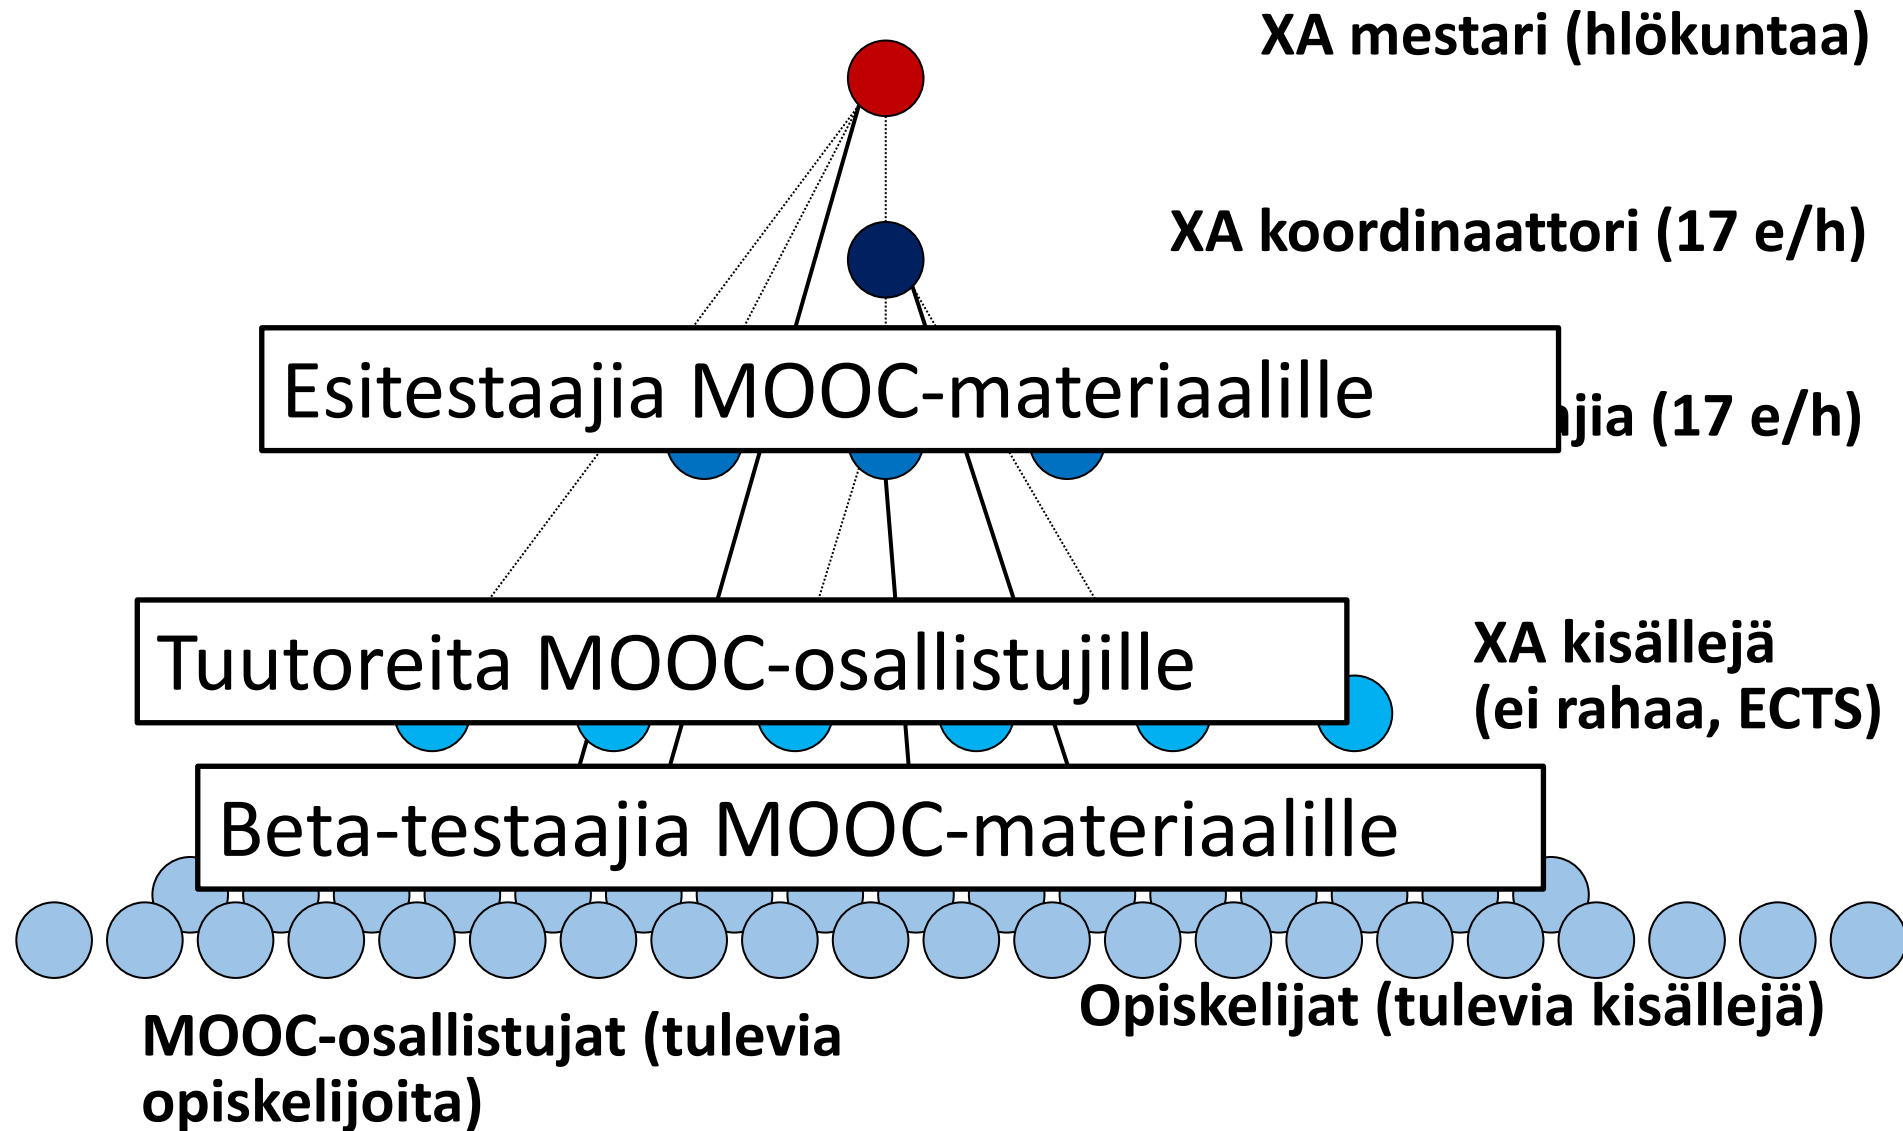 XA mestari (hlökuntaa)
XA koordinaattori (17 e/h)
Esitestaajia MOOC-materiaalille
(17 e/h)
Tuutoreita MOOC-osallistujille
XA kisällejä
(ei rahaa, ECTS)
Beta-testaajia MOOC-materiaalille
Opiskelijat (tulevia kisällejä)
MOOC-osallistujat (tulevia
opiskelijoita)